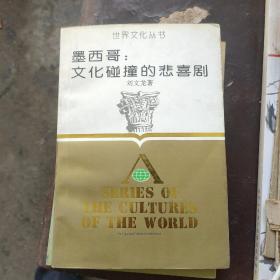 世界文化丛书
墨西哥:
文化碰撞的悲喜剧
刘文龙著
A
SERIES OF
THE CULTURES
OF THE WORLD